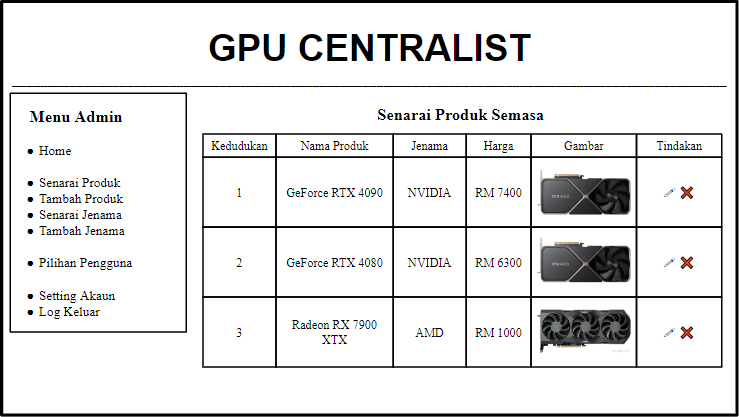 GPU CENTRALIST
Menu Admin
Home
Senarai Produk
Tambah Produk
Senarai Jenama
Tambah Jenama
Pilihan Pengguna
Setting Akaun
Log Keluar
Senarai Produk Semasa
Kedudukan Nama Produk Jenama Harga Gambar Tindakan
1 GeForce RTX 4090 NVIDIA RM 7400
2 GeForce RTX 4080 NVIDIA RM 6300
3 Radeon RX 7900
XTX AMD RM 1000